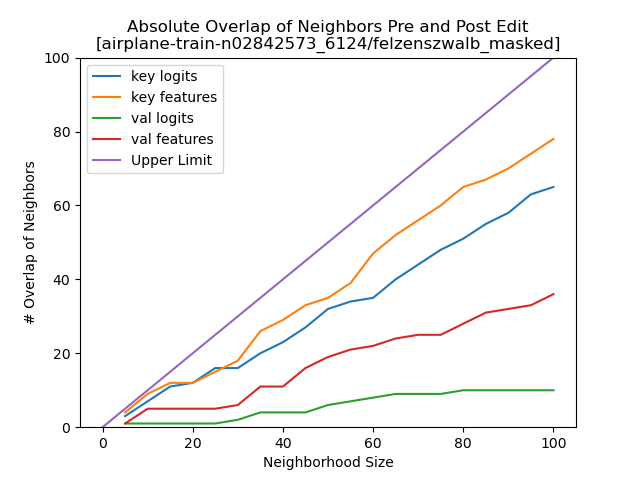 Absolute Overlap of Neighbors Pre and Post Edit
[airplane-train-n02842573_6124/felzenszwalb_masked]
key logits
key features
val logits
val features
Upper Limit
# Overlap of Neighbors
100
80
60
40
20
0
0 20 40 60 80 100
Neighborhood Size